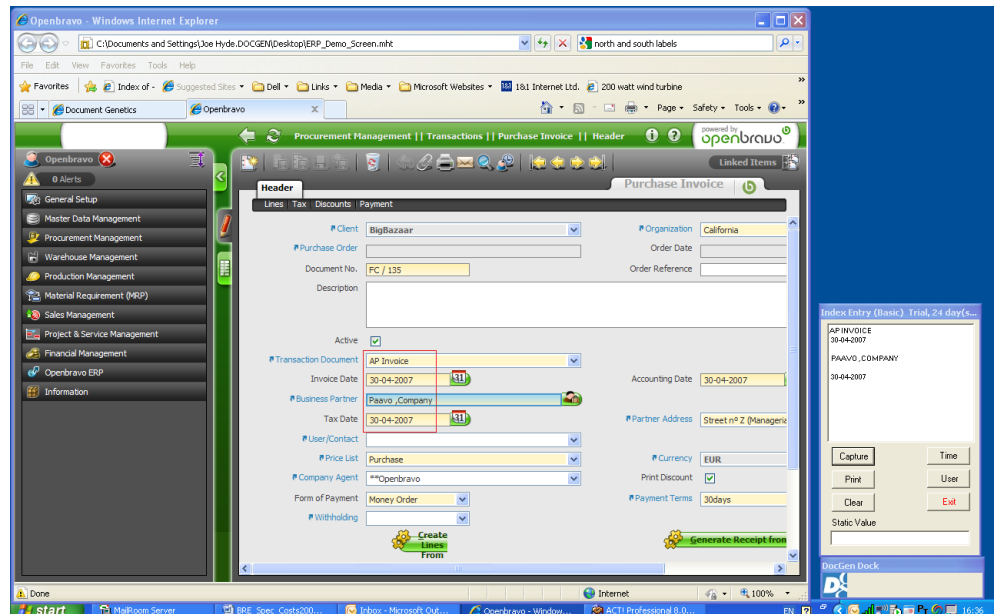 Openbravo - Windows Internet Explorer
C:\Documents and Settings\Joe Hyde.DOCGEN\Desktop\ERP_Demo_Screen.mht
north and south labels
File Edit View Favorites Tools Help
Favorites Index of - Suggested Sites Dell Links Media Microsoft Websites 1&1 Internet Ltd. 200 watt wind turbine
Document Genetics Openbravo X Page Safety Tools
Procurement Management || Transactions || Purchase Invoice || Header
powered by
openbravo
Openbravo
Linked Items
0 Alerts
Header
Purchase Invoice
Lines Tax Discounts Payment
General Setup
Master Data Management
Procurement Management
Warehouse Management
Production Management
Material Requirement (MRP)
Sales Management
Project & Service Management
Financial Management
Openbravo ERP
Information
Client BigBazaar Organization California
Purchase Order Order Date
Document No. FC / 135 Order Reference
Description
Active
Transaction Document AP Invoice
Invoice Date 30-04-2007 31 Accounting Date 30-04-2007
Business Partner Paavo ,Company
Tax Date 30-04-2007 31 Partner Address Street nº Z (Manageria
User/Contact
Price List Purchase Currency EUR
Company Agent **Openbravo Print Discount
Form of Payment Money Order Payment Terms 30days
Withholding
Create
Lines
From
Generate Receipt from
Index Entry (Basic) Trial, 24 day(s...
AP INVOICE
30-04-2007
PAAVO ,COMPANY
30-04-2007
Capture Time
Print User
Clear Exit
Static Value
DocGen Dock
Done Internet 100%
start MailRoom Server BRE_Spec_Costs200... Inbox - Microsoft Out... Openbravo - Window... ACT! Professional 8.0... EN 16:36